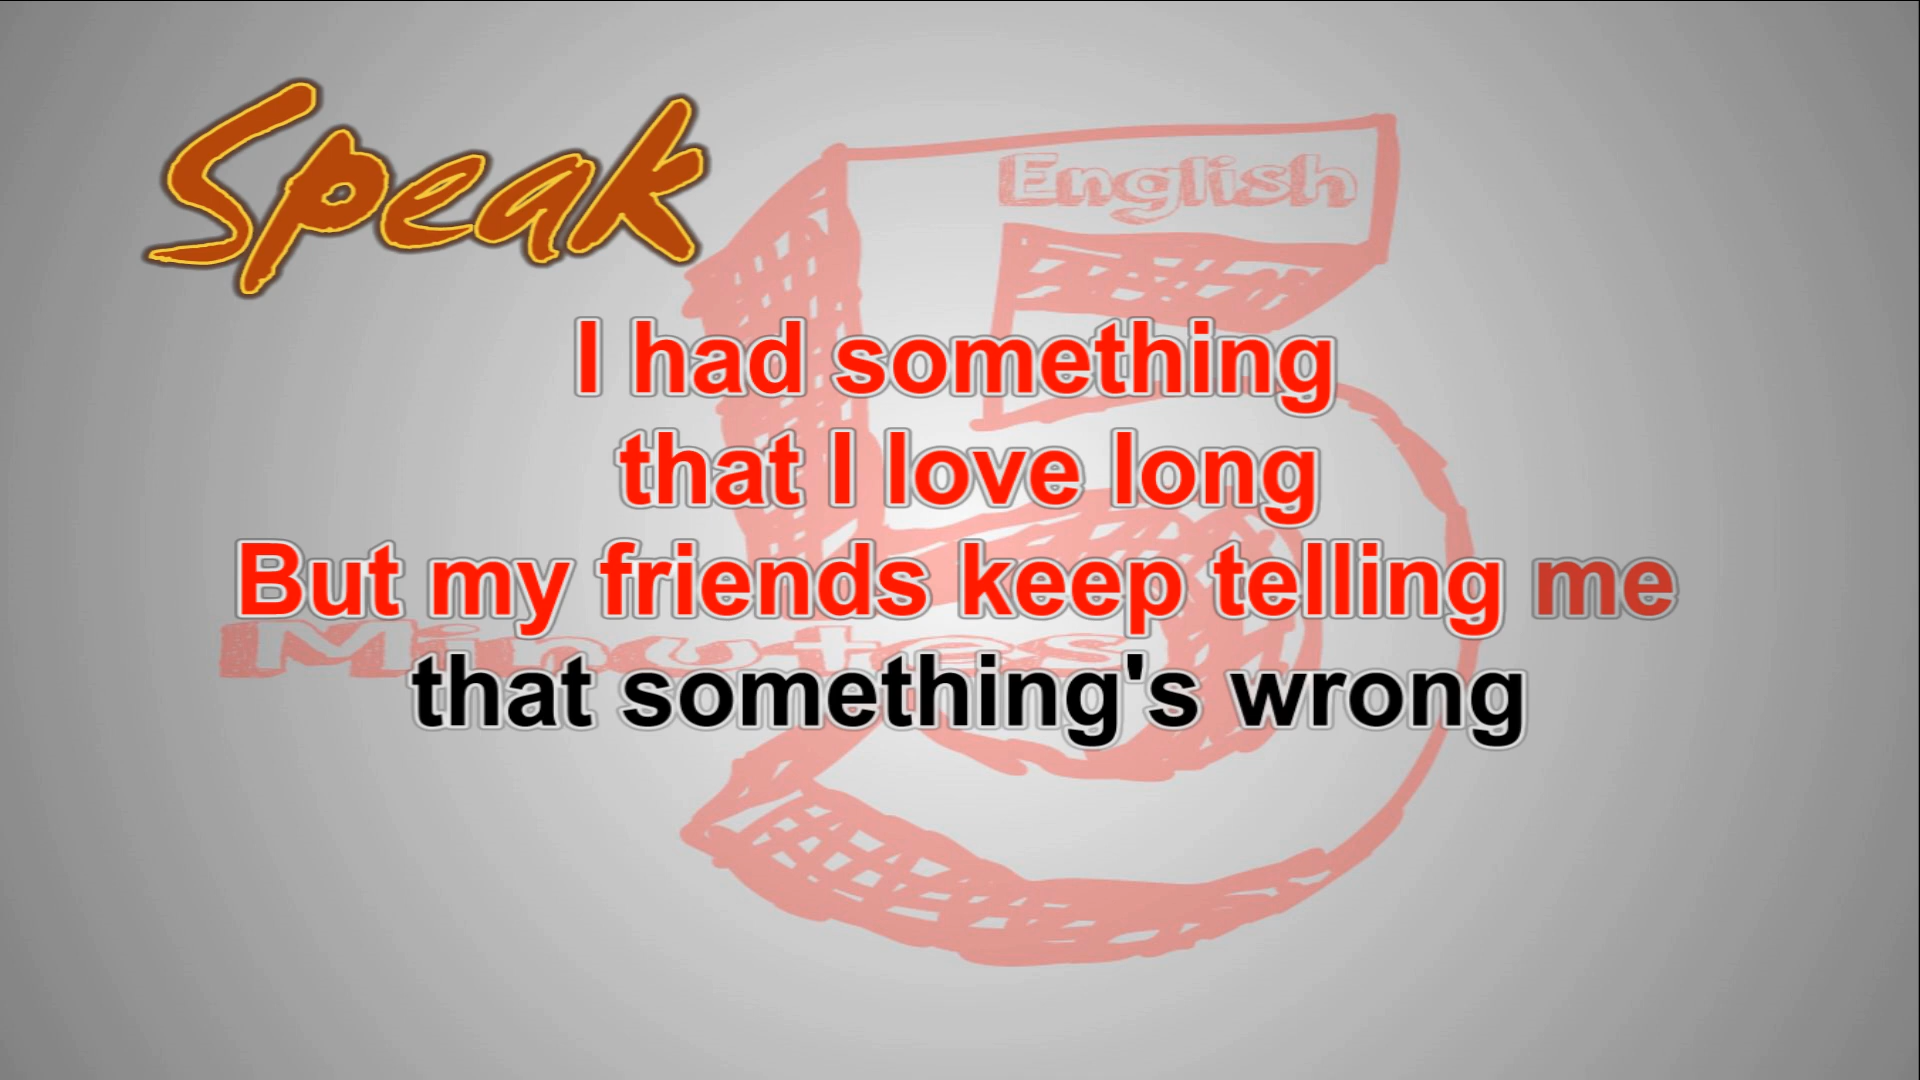 Speak
English
I had something
that I love long
But my friends keep telling me
Minutes
that something's wrong